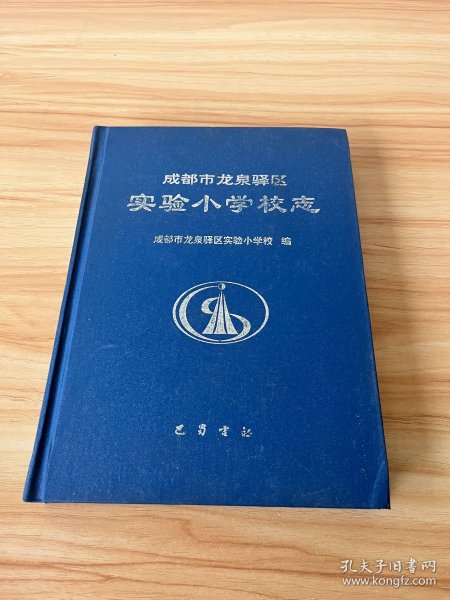 成都市龙泉驿区
实验小学校志
成都市龙泉驿区实验小学校 编
巴蜀书社
孔夫子旧书网
www.kongfz.com